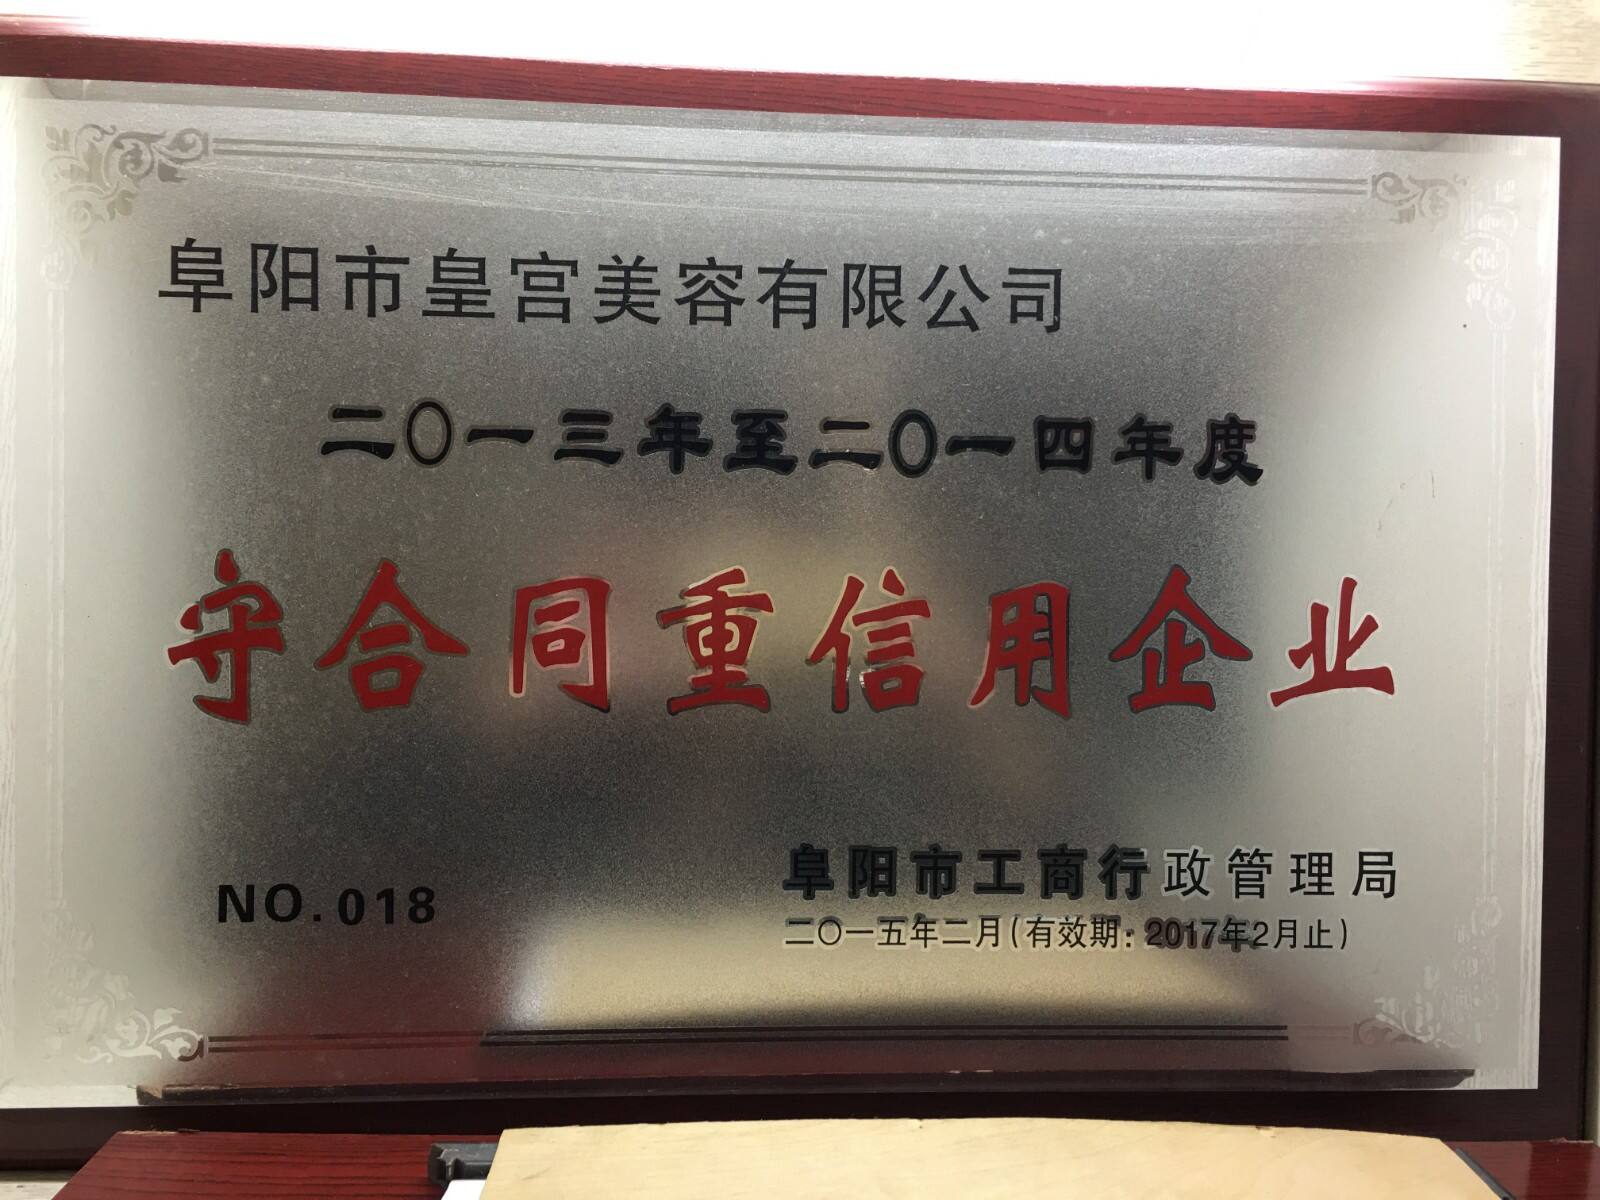 阜阳市皇宫美容有限公司
二〇一三年至二〇一四年度
守合同重信用企业
NO.018
阜阳市工商行政管理局
二〇一五年二月(有效期:2017年2月止)